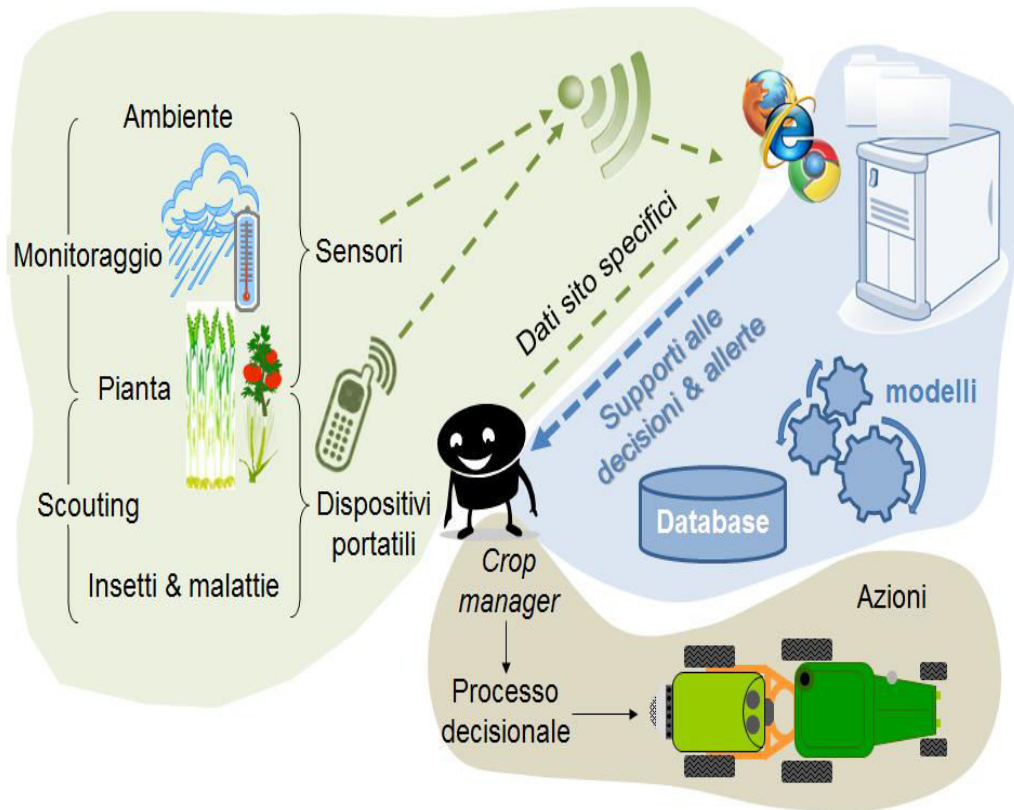 Ambiente
Monitoraggio
Sensori
Pianta
Scouting
Dispositivi
portatili
Insetti & malattie
Dati sito specifici
Supporti alle
decisioni & allerte
modelli
Database
Crop
manager
Processo
decisionale
Azioni